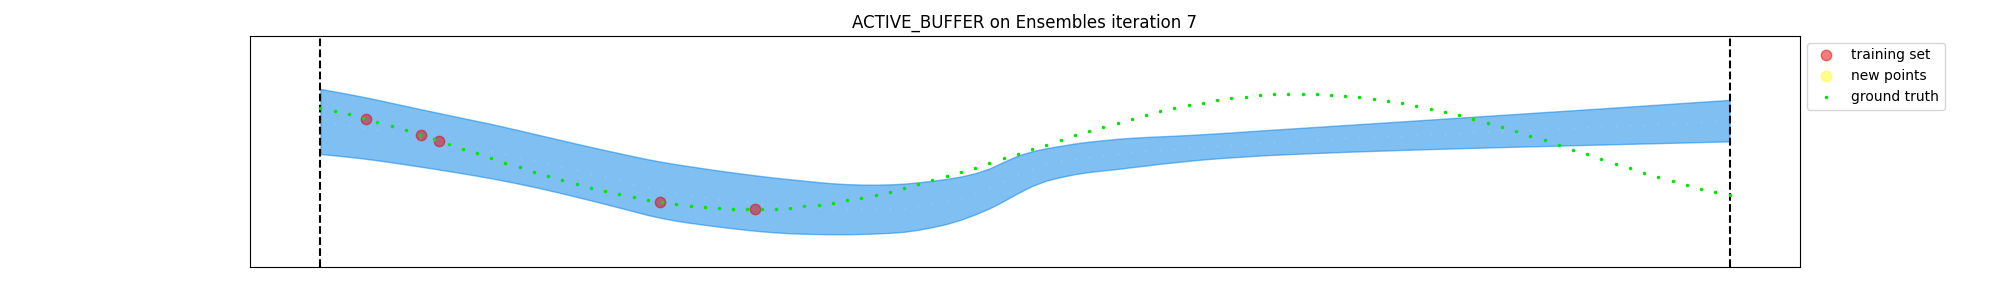 ACTIVE_BUFFER on Ensembles iteration 7
training set
new points
ground truth